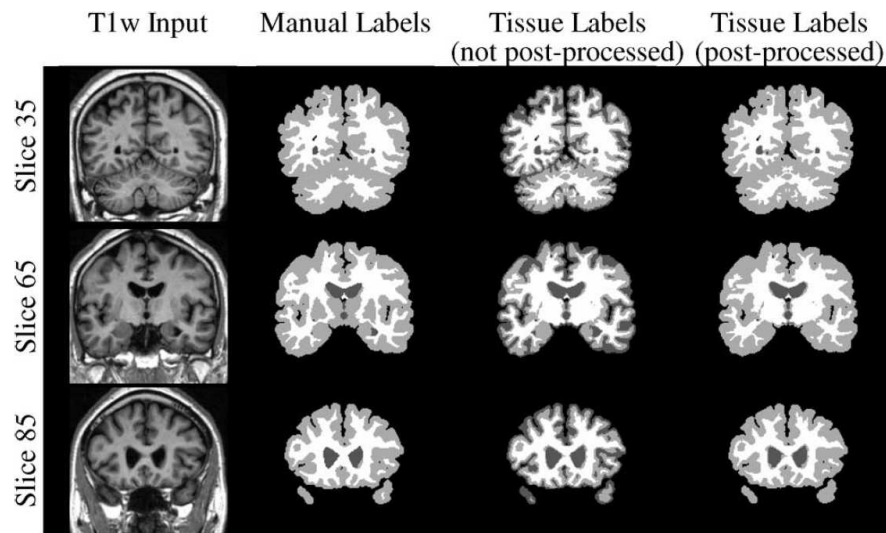 T1w Input Manual Labels Tissue Labels Tissue Labels
(not post-processed) (post-processed)
Slice 35
Slice 65
Slice 85